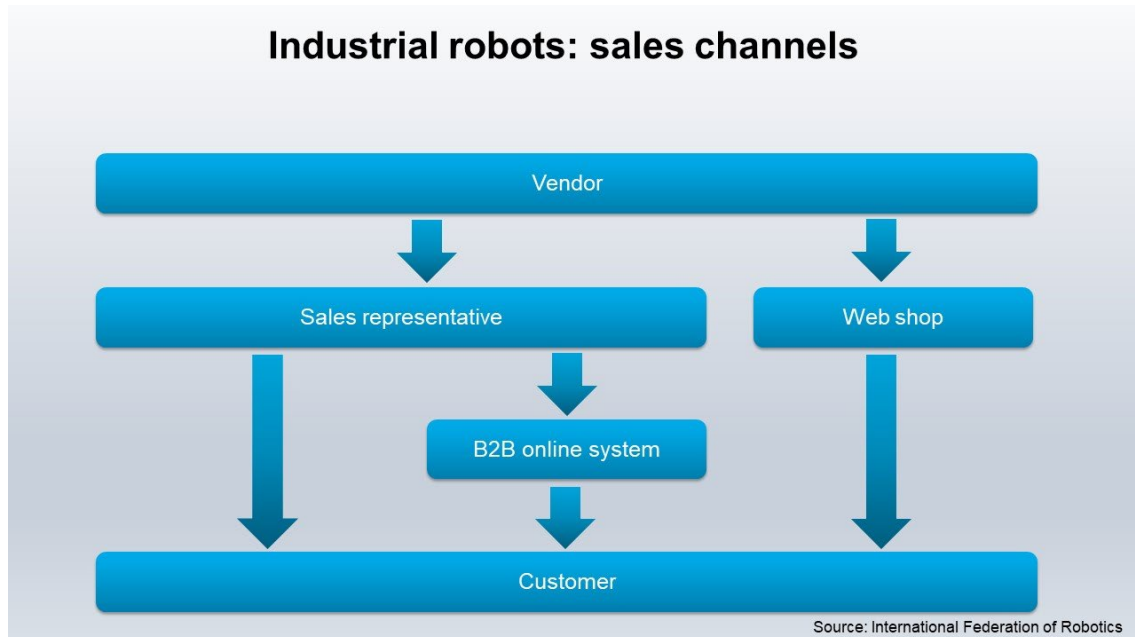 Industrial robots: sales channels
Vendor
Sales representative
Web shop
B2B online system
Customer
Source: International Federation of Robotics